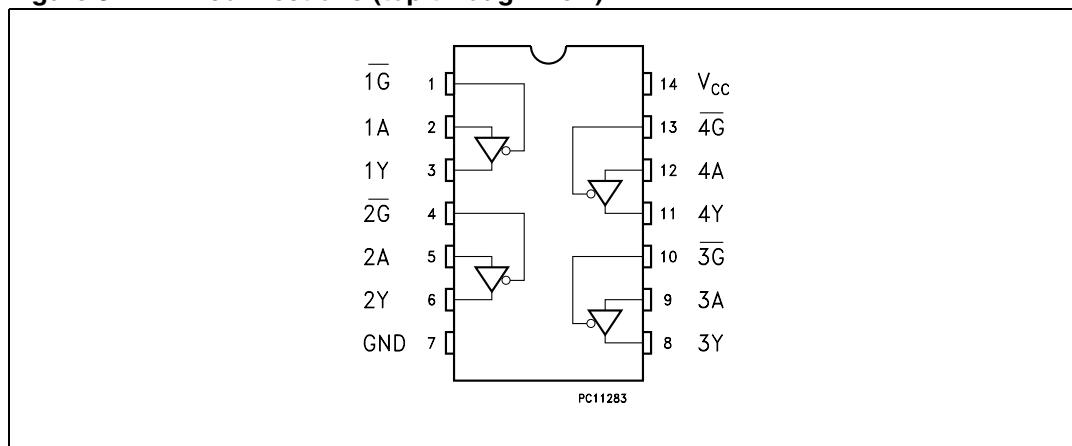 1G̅ 1 14 VCC
1A 2 13 4G̅
1Y 3 12 4A
2G̅ 4 11 4Y
2A 5 10 3G̅
2Y 6 9 3A
GND 7 8 3Y
PC11283